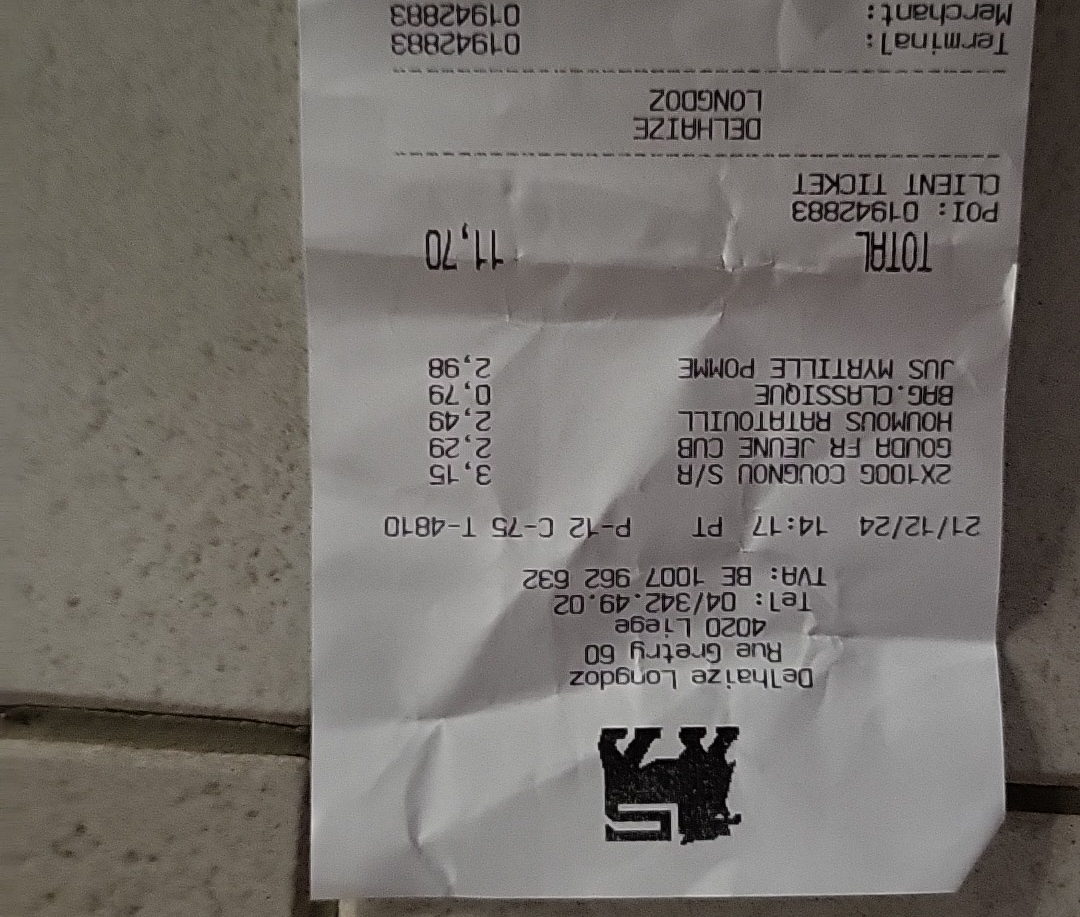 Delhaize Longdoz
Rue Gretry 60
4020 Liege
Tel: 04/342.49.02
TVA: BE 1007 962 632
21/12/24 14:17 PT P-12 C-75 T-4810
2X100G COUGNOU S/R 3,15
GOUDA FR JEUNE CUB 2,29
HOUMOUS RATATOUILL 2,49
BAG.CLASSIQUE 0,79
JUS MYRTILLE POMME 2,98
TOTAL 11,70
POI: 01942883
CLIENT TICKET
DELHAIZE
LONGDOZ
Terminal: 01942883
Merchant: 01942883